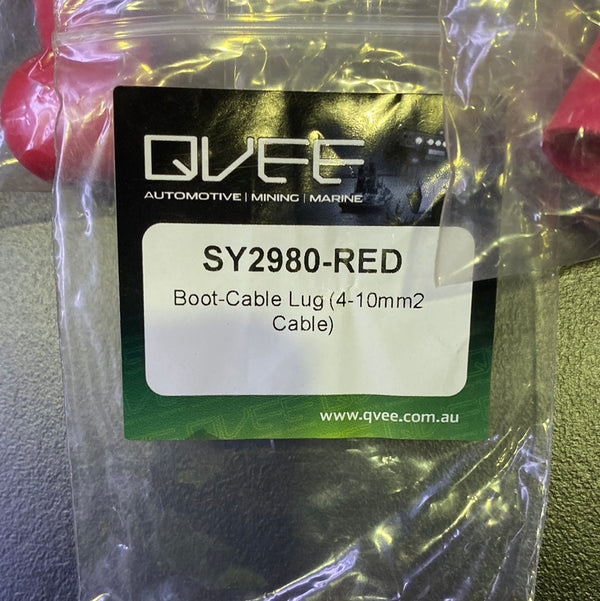 QVEE
AUTOMOTIVE | MINING | MARINE
SY2980-RED
Boot-Cable Lug (4-10mm2
Cable)
www.qvee.com.au